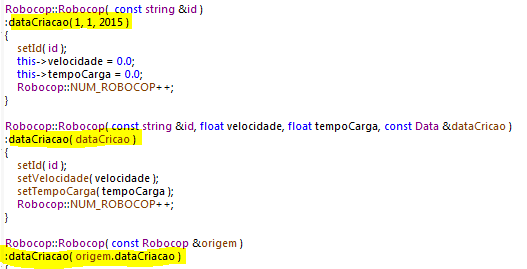 Robocop::Robocop( const string &id )
:dataCriacao( 1, 1, 2015 )
{
setId( id );
this->velocidade = 0.0;
this->tempoCarga = 0.0;
Robocop::NUM_ROBOCOP++;
}
Robocop::Robocop( const string &id, float velocidade, float tempoCarga, const Data &dataCricao )
:dataCriacao( dataCricao )
{
setId( id );
setVelocidade( velocidade );
setTempoCarga( tempoCarga );
Robocop::NUM_ROBOCOP++;
}
Robocop::Robocop( const Robocop &origem )
:dataCriacao( origem.dataCriacao )